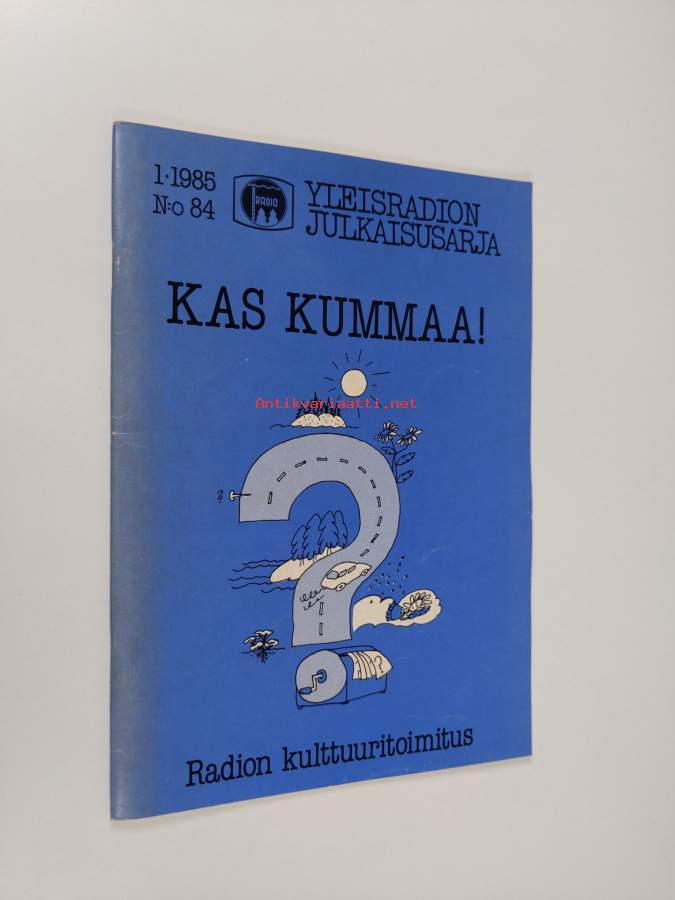 1·1985
N:o 84
RADIO
YLEISRADION
JULKAISUSARJA
KAS KUMMAA!
Antikvariaatti.net
?
?
Radion kulttuuritoimitus